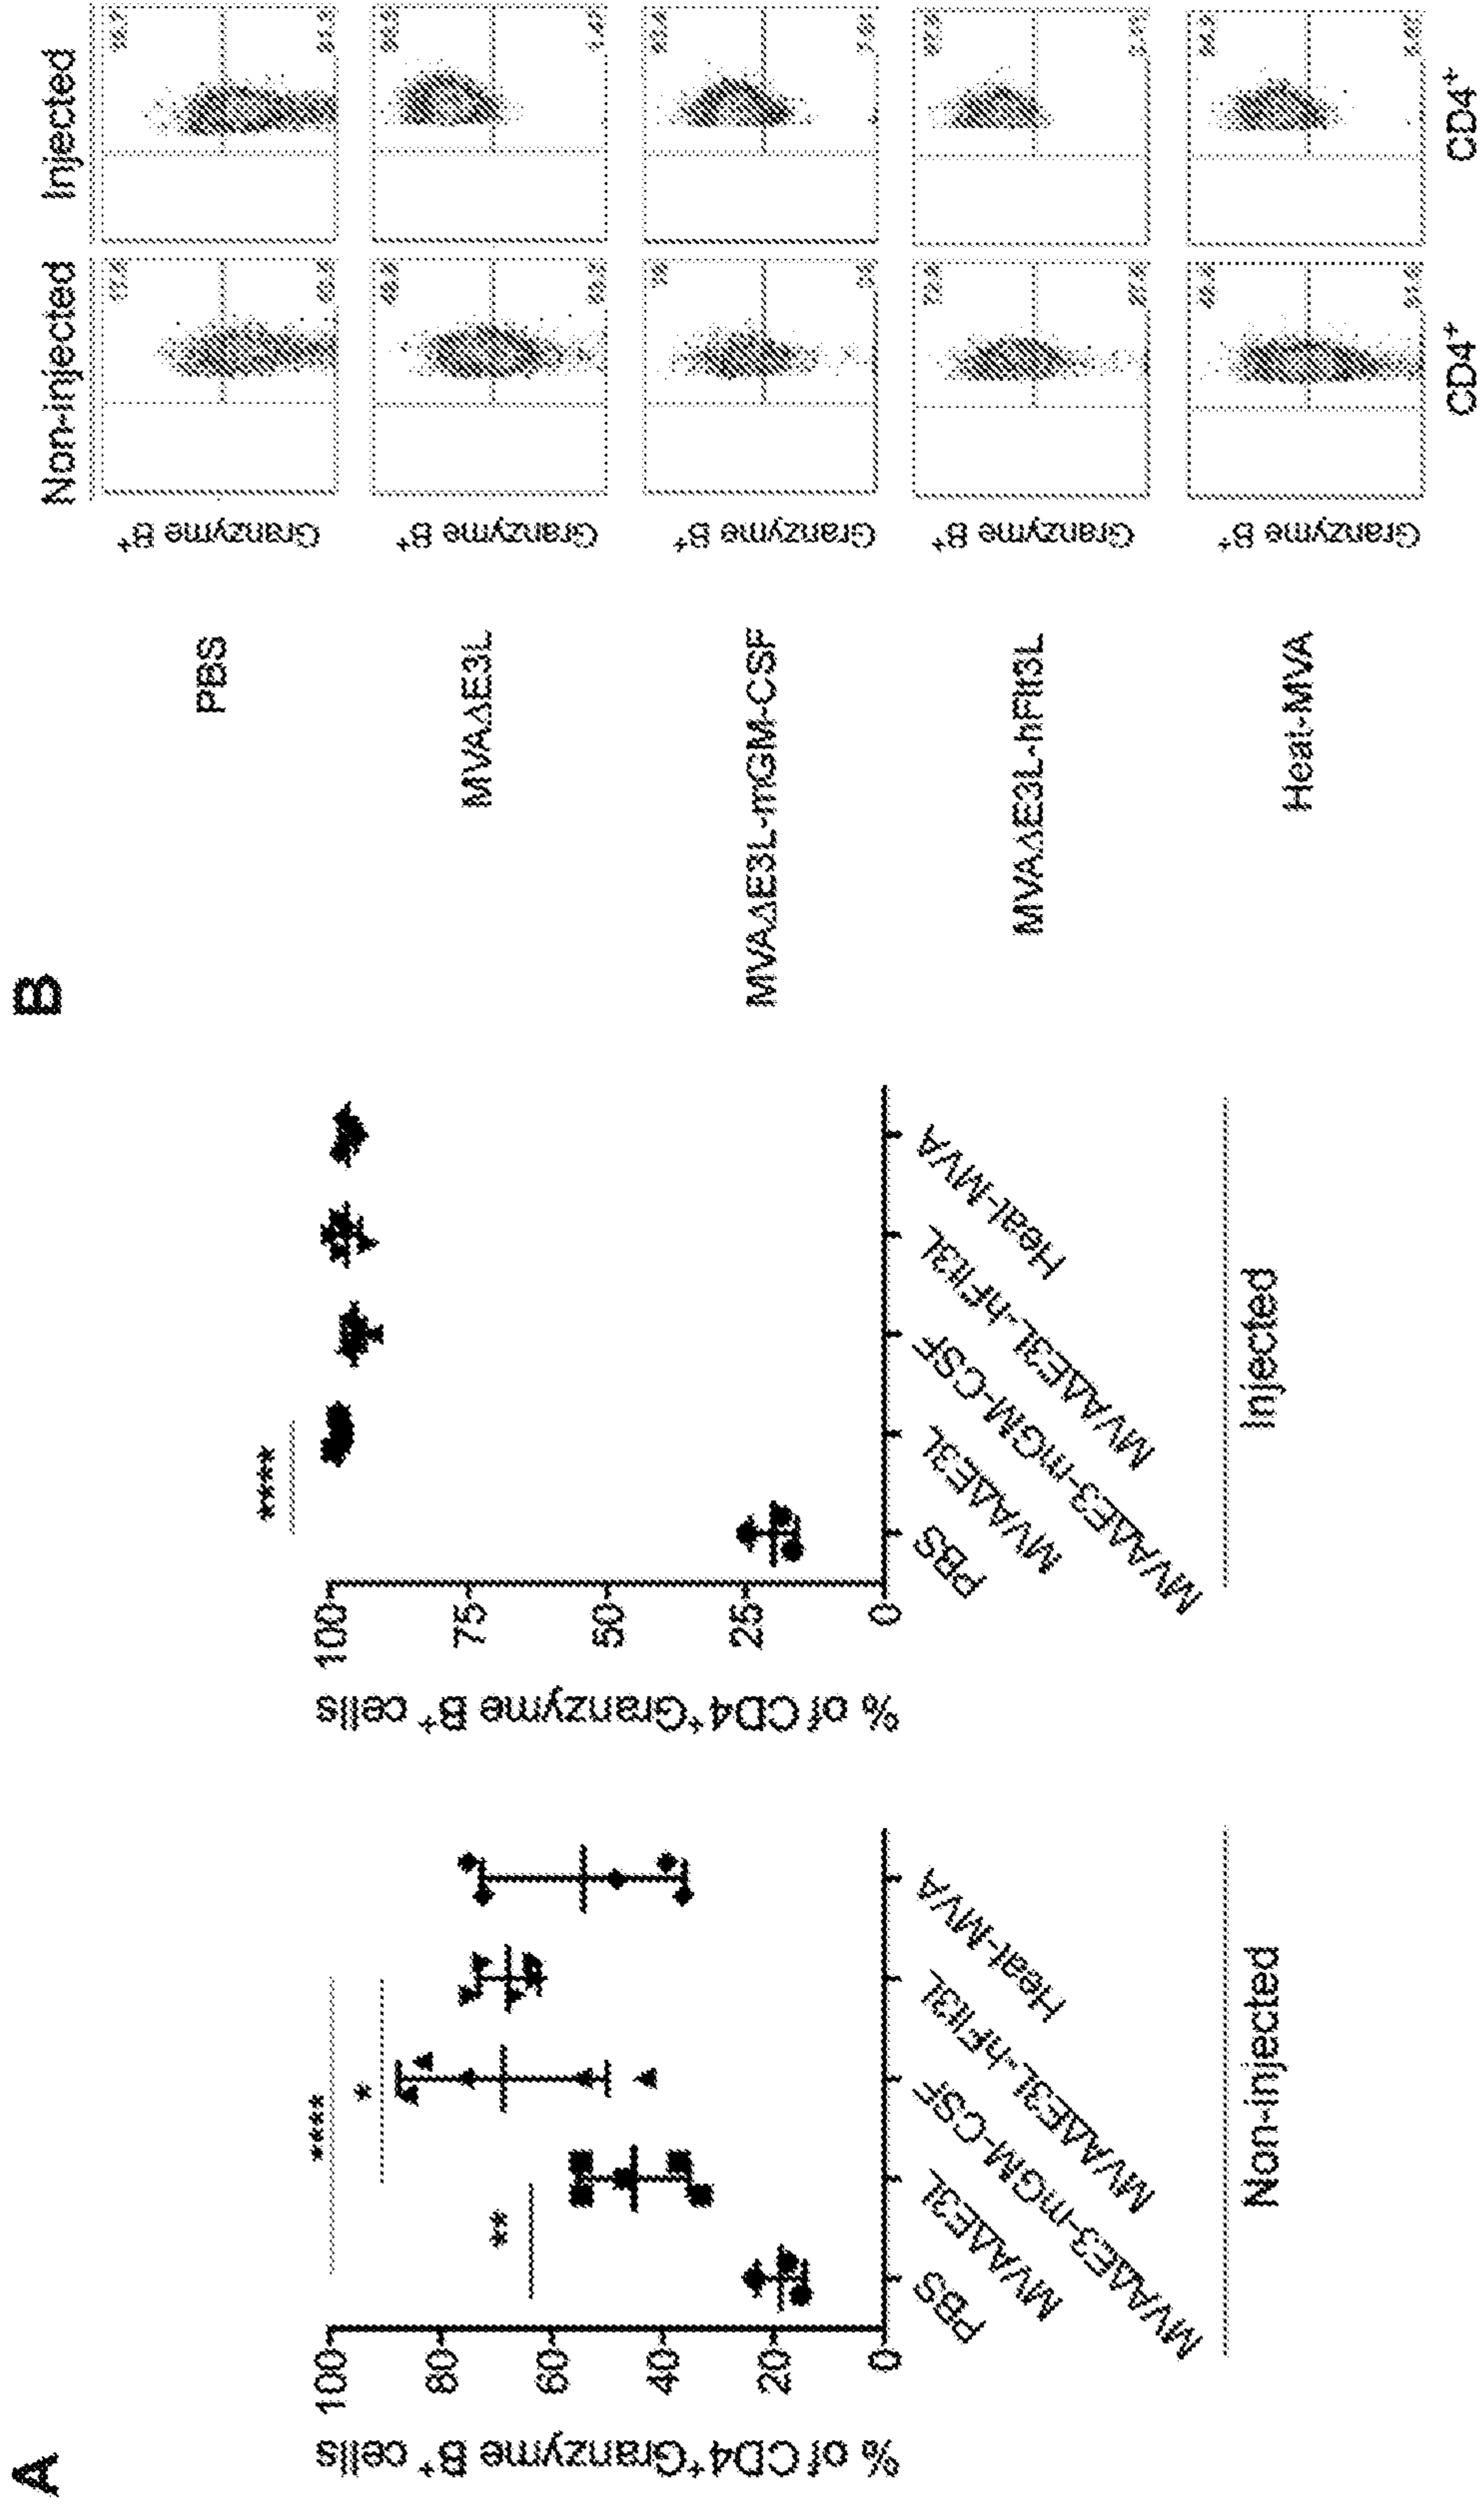 A
% of CD4+Granzyme B+ cells
100
80
60
40
20
0
****
*
**
PBS
MVAΔE3L
MVAΔE3-mGM-CSF
MVAΔE3L-hFlt3L
Heat-MVA
Non-injected
% of CD4+Granzyme B+ cells
100
75
50
25
0
****
PBS
MVAΔE3L
MVAΔE3-mGM-CSF
MVAΔE3L-hFlt3L
Heat-MVA
Injected
B
Non-injected
Injected
PBS
Granzyme B+
MVAΔE3L
Granzyme B+
MVAΔE3L-mGM-CSF
Granzyme B+
MVAΔE3L-hFlt3L
Granzyme B+
Heat-MVA
Granzyme B+
CD4+
CD4+